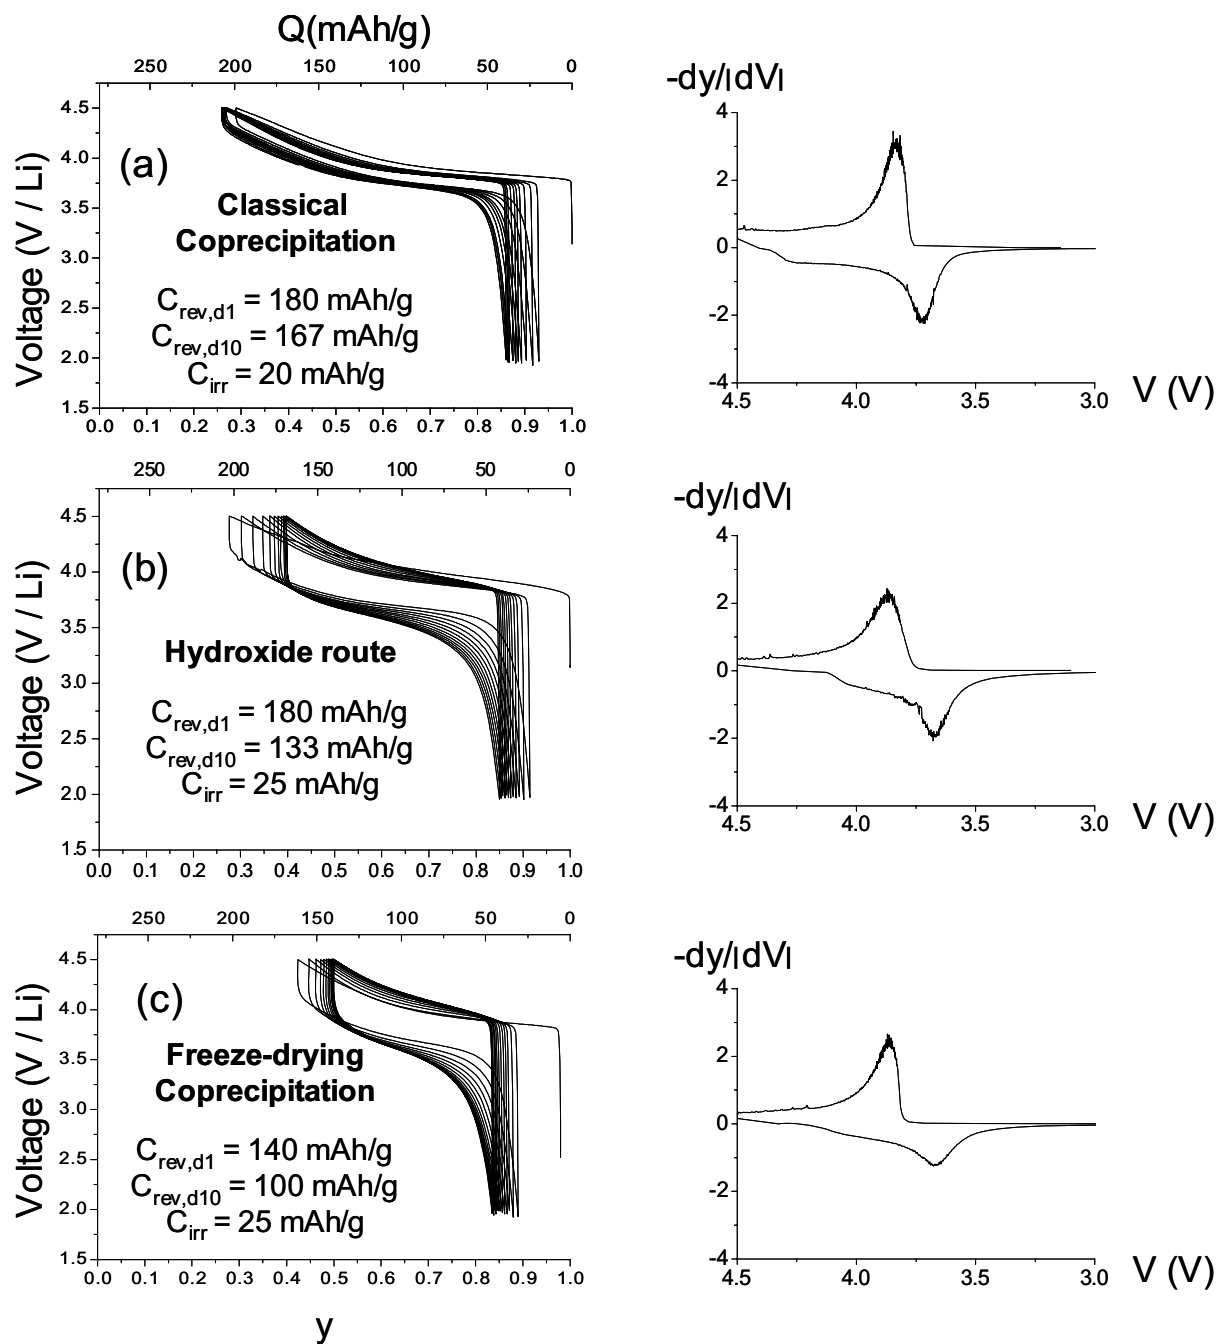 Q(mAh/g)
250 200 150 100 50 0
4.5
4.0
3.5
3.0
2.5
2.0
1.5
Voltage (V / Li)
(a)
Classical
Coprecipitation
C_rev,d1 = 180 mAh/g
C_rev,d10 = 167 mAh/g
C_irr = 20 mAh/g
0.0 0.1 0.2 0.3 0.4 0.5 0.6 0.7 0.8 0.9 1.0
-dy/|dV|
4
2
0
-2
-4
4.5 4.0 3.5 3.0
V (V)
250 200 150 100 50 0
4.5
4.0
3.5
3.0
2.5
2.0
1.5
Voltage (V / Li)
(b)
Hydroxide route
C_rev,d1 = 180 mAh/g
C_rev,d10 = 133 mAh/g
C_irr = 25 mAh/g
0.0 0.1 0.2 0.3 0.4 0.5 0.6 0.7 0.8 0.9 1.0
-dy/|dV|
4
2
0
-2
-4
4.5 4.0 3.5 3.0
V (V)
250 200 150 100 50 0
4.5
4.0
3.5
3.0
2.5
2.0
1.5
Voltage (V / Li)
(c)
Freeze-drying
Coprecipitation
C_rev,d1 = 140 mAh/g
C_rev,d10 = 100 mAh/g
C_irr = 25 mAh/g
0.0 0.1 0.2 0.3 0.4 0.5 0.6 0.7 0.8 0.9 1.0
y
-dy/|dV|
4
2
0
-2
-4
4.5 4.0 3.5 3.0
V (V)